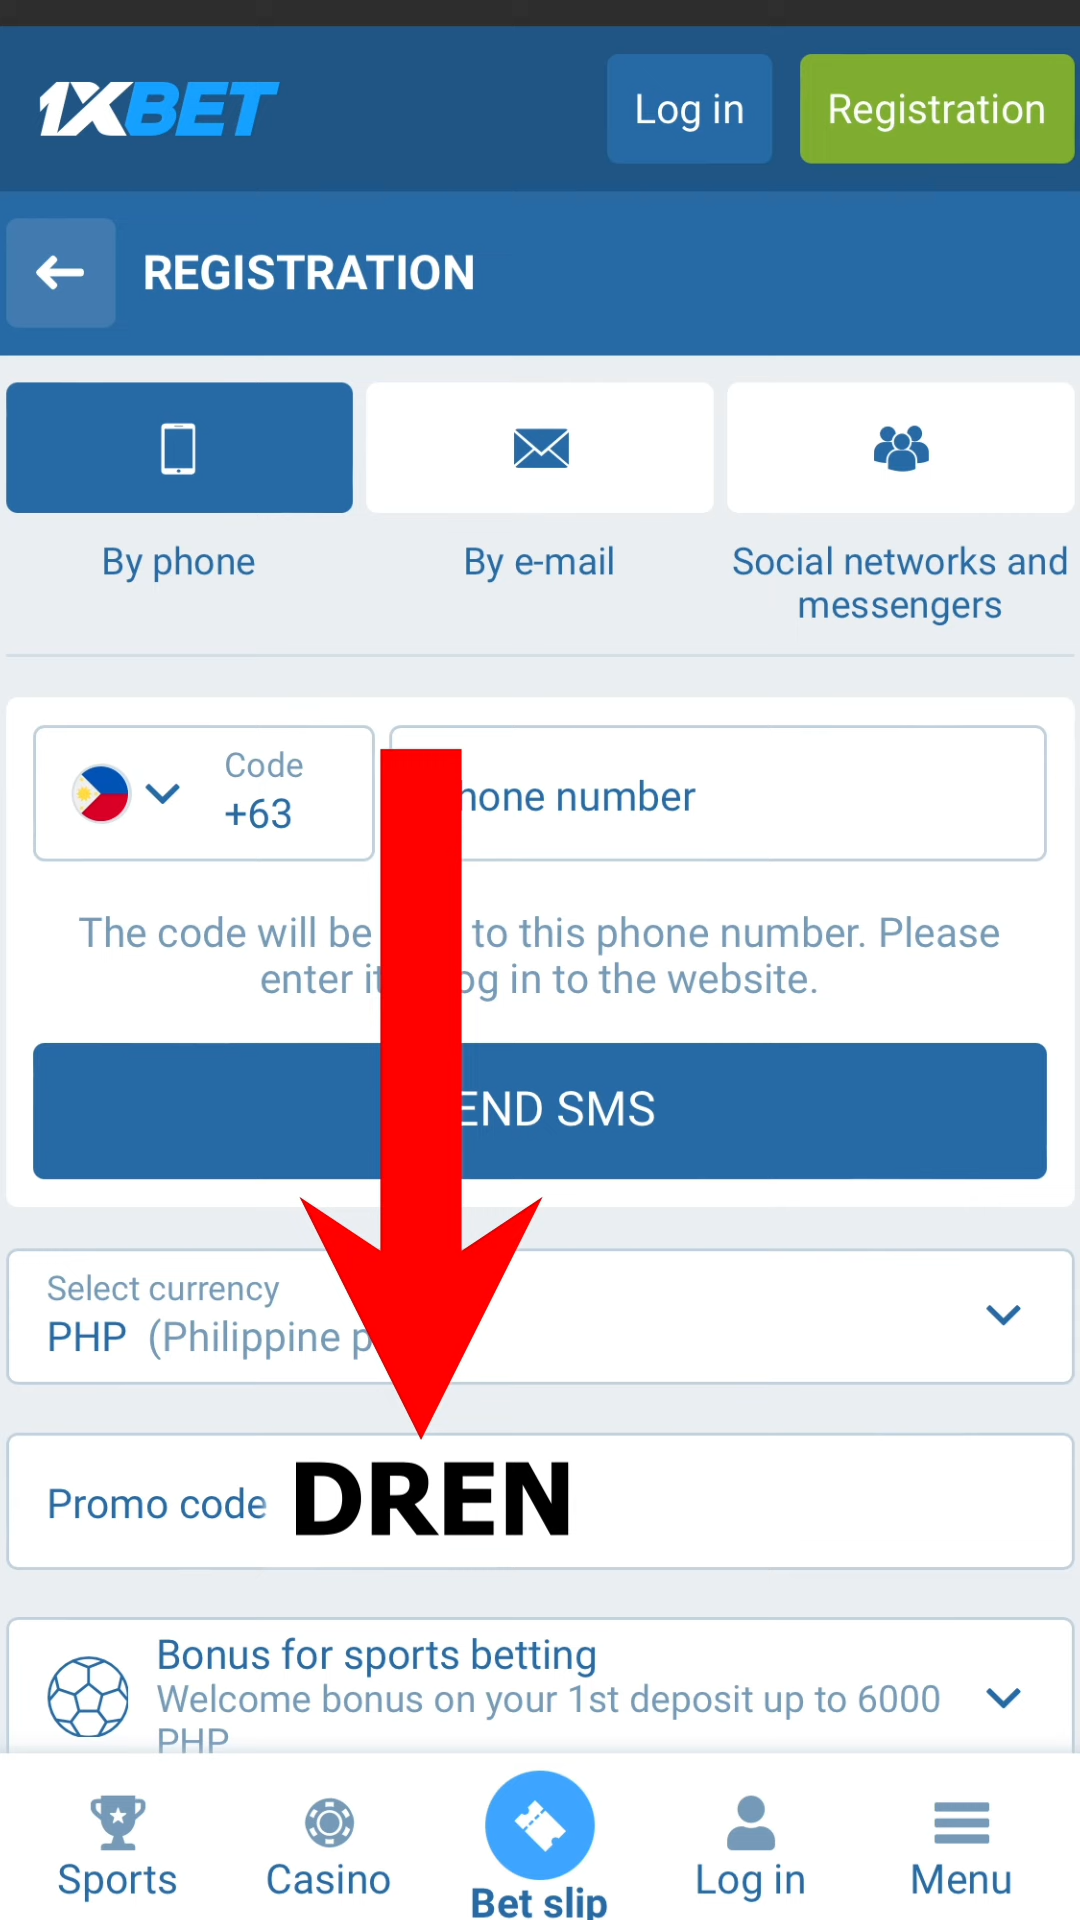 1XBET
Log in
Registration
REGISTRATION
By phone
By e-mail
Social networks and
messengers
Code
+63
hone number
The code will be to this phone number. Please
enter og in to the website.
END SMS
Select currency
PHP (Philippine p
Promo code DREN
Bonus for sports betting
Welcome bonus on your 1st deposit up to 6000
PHP
Sports
Casino
Bet slip
Log in
Menu